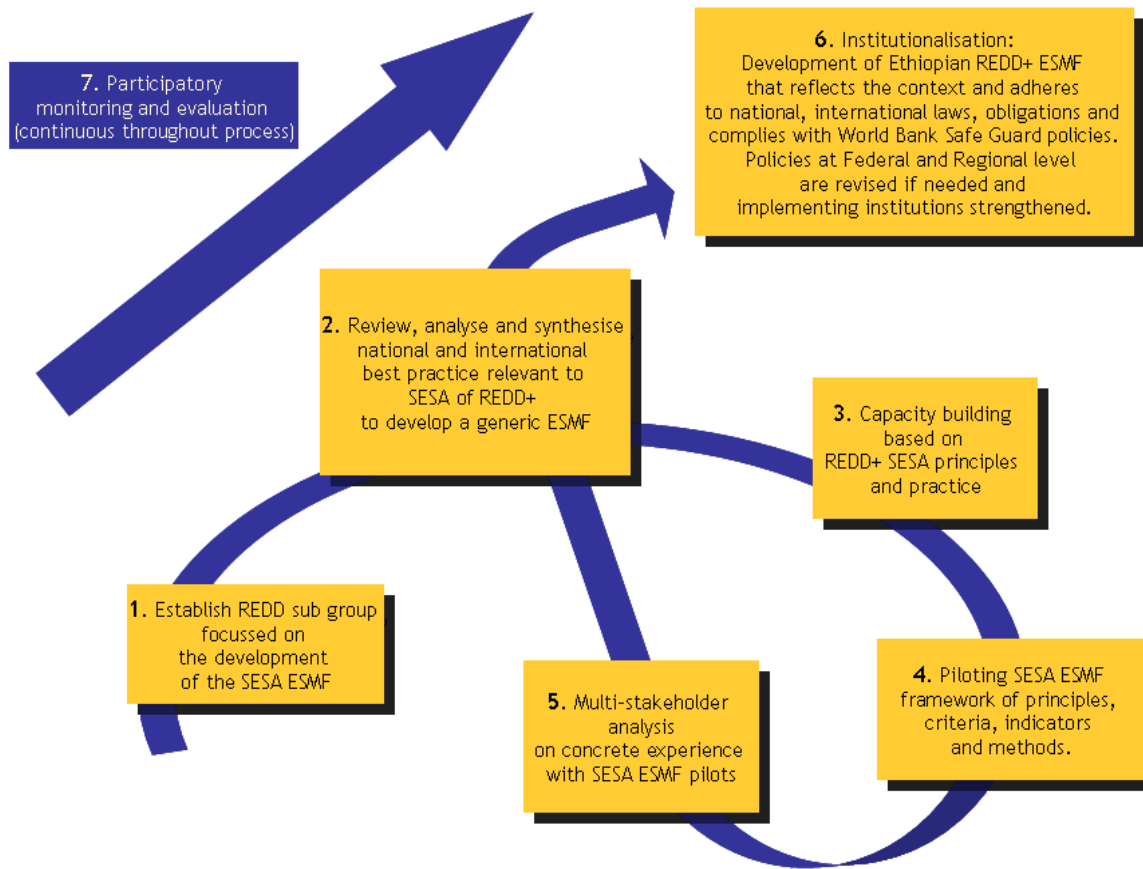 7. Participatory
monitoring and evaluation
(continuous throughout process)
6. Institutionalisation:
Development of Ethiopian REDD+ ESMF
that reflects the context and adheres
to national, international laws, obligations and
complies with World Bank Safe Guard policies.
Policies at Federal and Regional level
are revised if needed and
implementing institutions strengthened.
2. Review, analyse and synthesise
national and international
best practice relevant to
SESA of REDD+
to develop a generic ESMF
3. Capacity building
based on
REDD+ SESA principles
and practice
1. Establish REDD sub group
focussed on
the development
of the SESA ESMF
4. Piloting SESA ESMF
framework of principles,
criteria, indicators
and methods.
5. Multi-stakeholder
analysis
on concrete experience
with SESA ESMF pilots